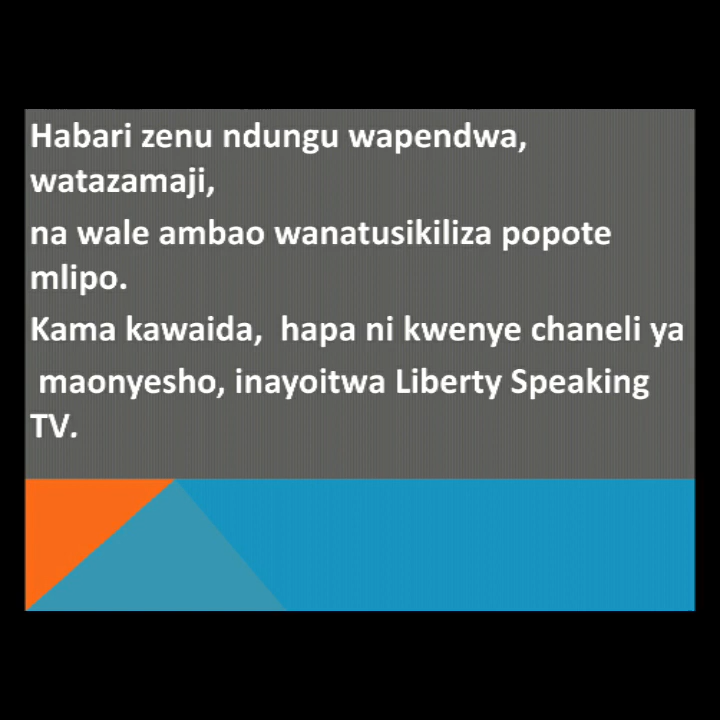 Habari zenu ndungu wapendwa,
watazamaji,
na wale ambao wanatusikiliza popote
mlipo.
Kama kawaida,  hapa ni kwenye chaneli ya
maonyesho, inayoitwa Liberty Speaking
TV.